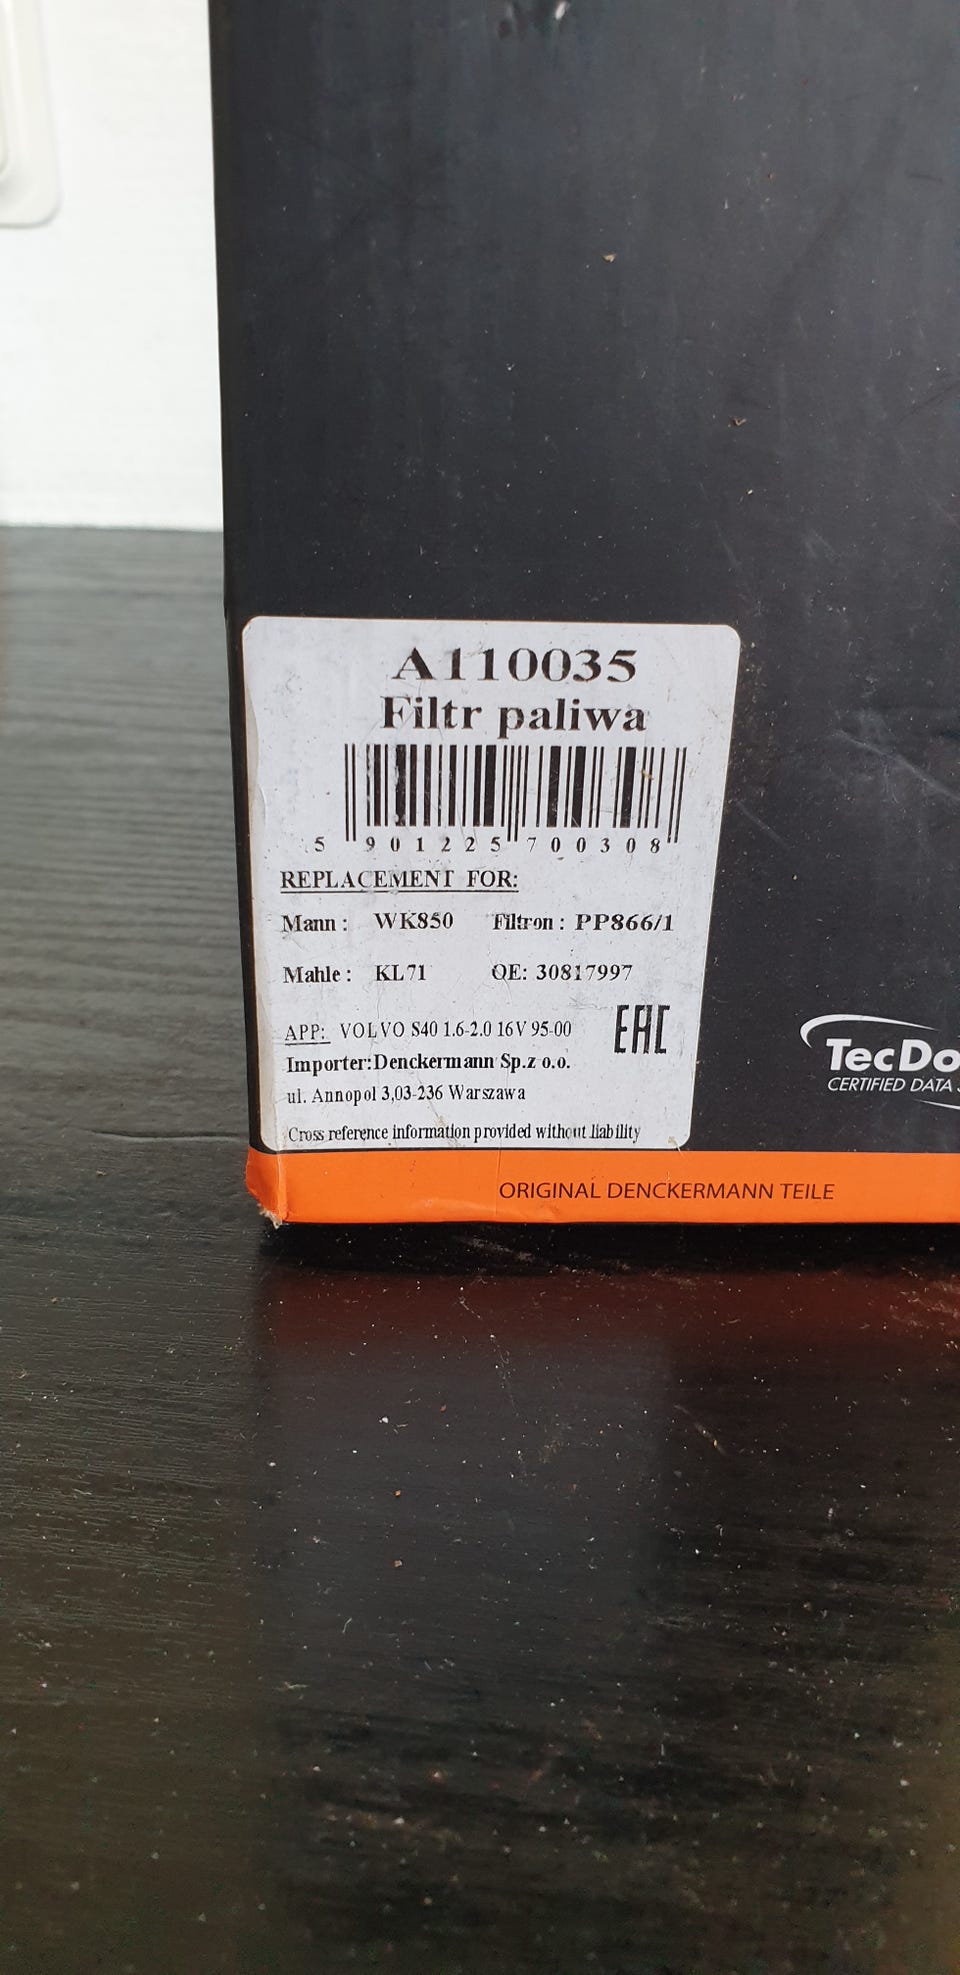 A110035
Filtr paliwa
5 901225 700308
REPLACEMENT FOR:
Mann : WK850 Filtron : PP866/1
Mahle : KL71 OE: 30817997
APP: VOLVO S40 1.6-2.0 16V 95-00
EAC
Importer:Denckermann Sp.z o.o.
ul. Annopol 3,03-236 Warszawa
Cross reference information provided without liability
TecDo
CERTIFIED DATA
ORIGINAL DENCKERMANN TEILE